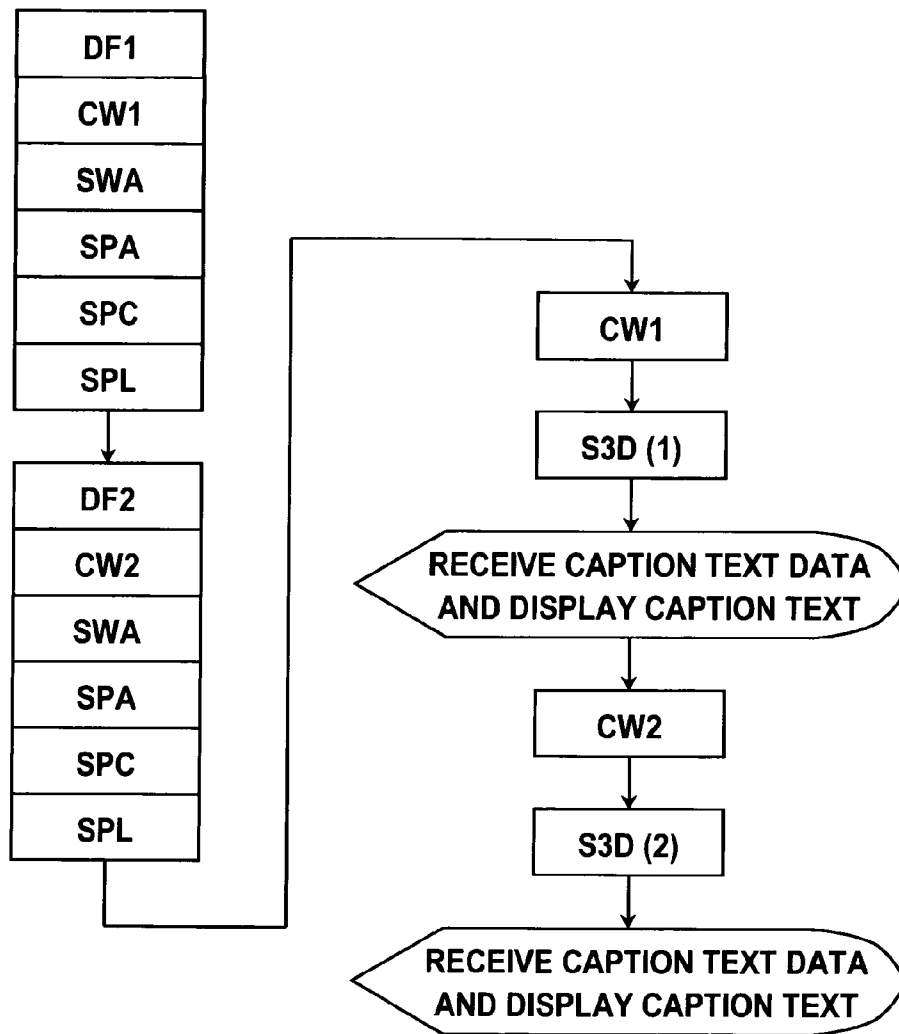 DF1
CW1
SWA
SPA
SPC
SPL
DF2
CW2
SWA
SPA
SPC
SPL
CW1
S3D (1)
RECEIVE CAPTION TEXT DATA
AND DISPLAY CAPTION TEXT
CW2
S3D (2)
RECEIVE CAPTION TEXT DATA
AND DISPLAY CAPTION TEXT